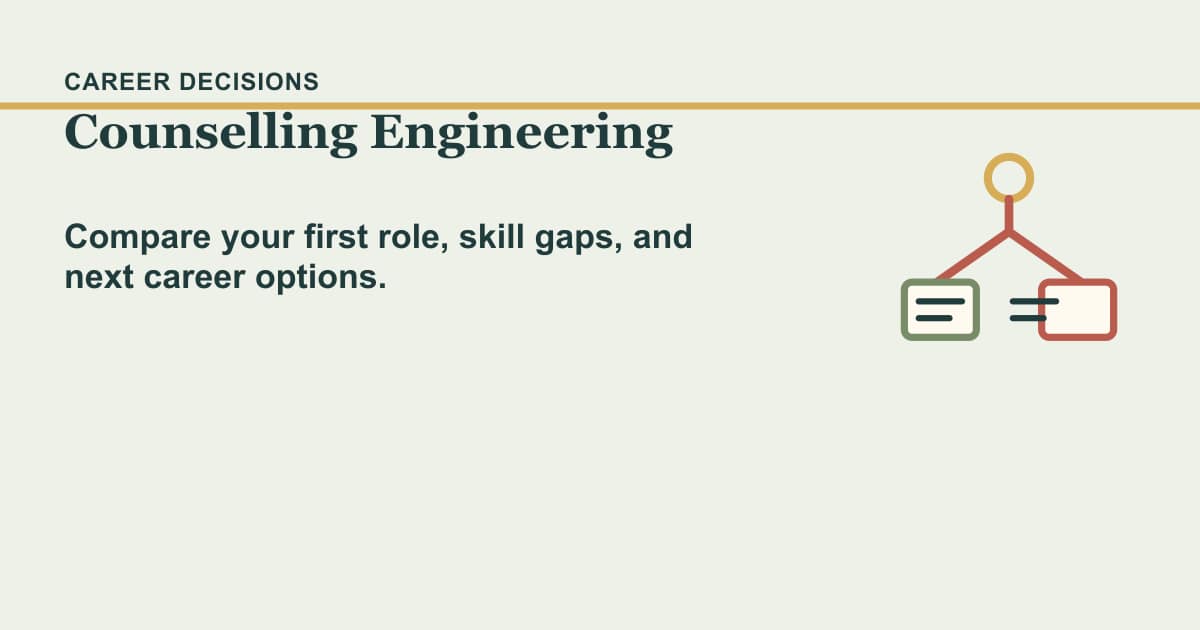 CAREER DECISIONS
Counselling Engineering
Compare your first role, skill gaps, and
next career options.